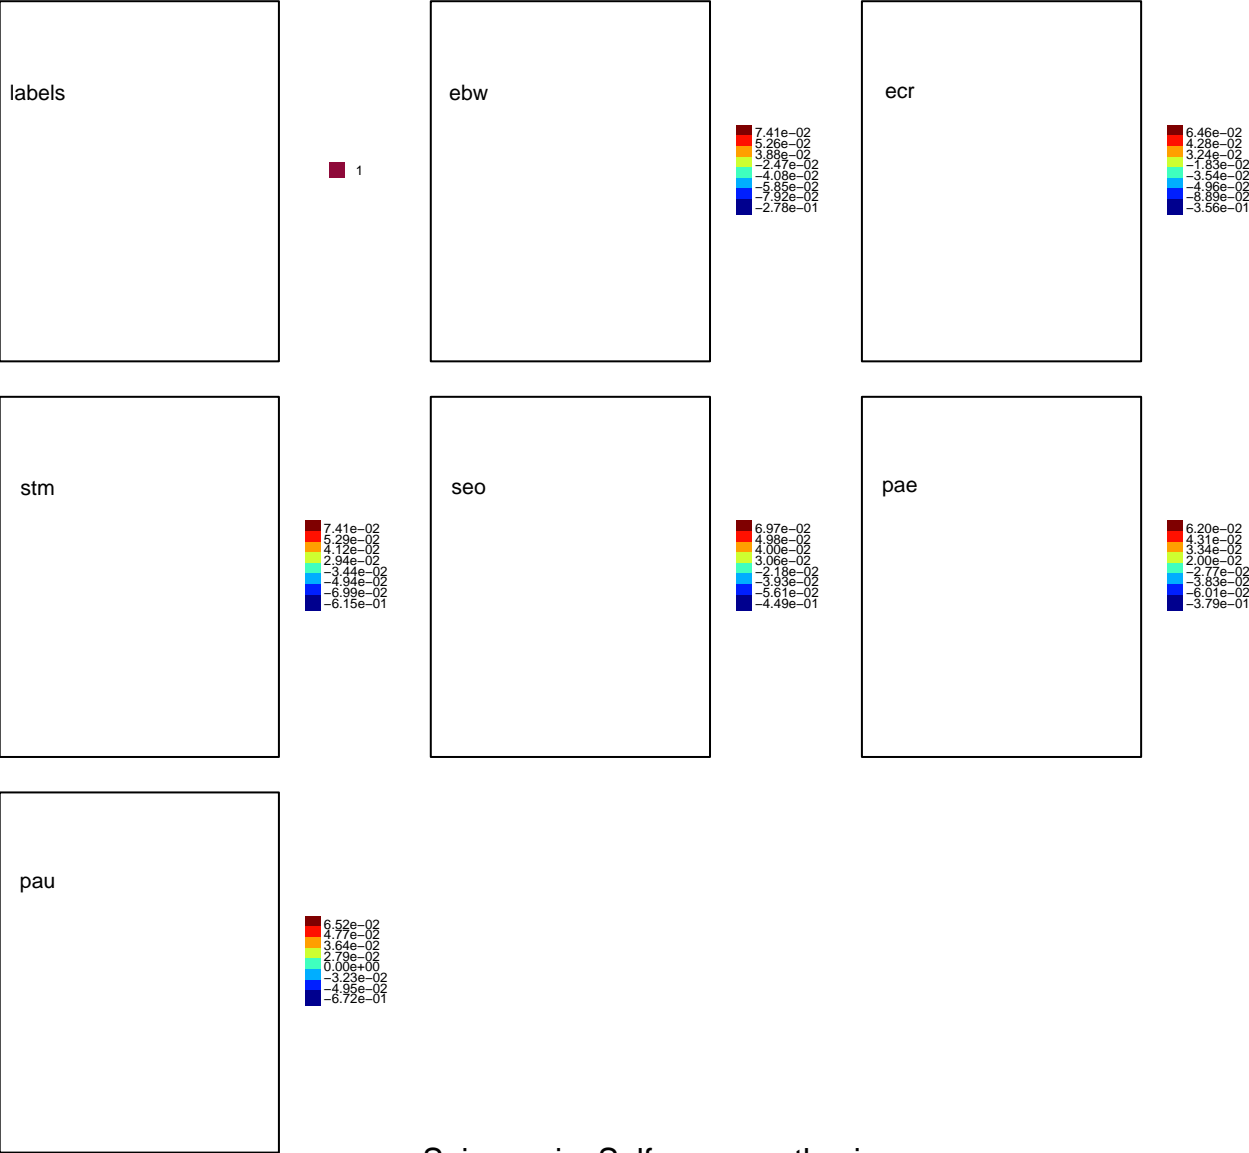 labels
1
ebw
7.41e−02
5.26e−02
3.88e−02
−2.47e−02
−4.08e−02
−5.85e−02
−7.92e−02
−2.78e−01
ecr
6.46e−02
4.28e−02
3.24e−02
−1.83e−02
−3.54e−02
−4.96e−02
−8.89e−02
−3.56e−01
stm
7.41e−02
5.29e−02
4.12e−02
2.94e−02
−3.44e−02
−4.94e−02
−6.99e−02
−6.15e−01
seo
6.97e−02
4.98e−02
4.00e−02
3.06e−02
−2.18e−02
−3.93e−02
−5.61e−02
−4.49e−01
pae
6.20e−02
4.31e−02
3.34e−02
2.00e−02
−2.77e−02
−3.83e−02
−6.01e−02
−3.79e−01
pau
6.52e−02
4.77e−02
3.64e−02
2.79e−02
0.00e+00
−3.23e−02
−4.95e−02
−6.72e−01